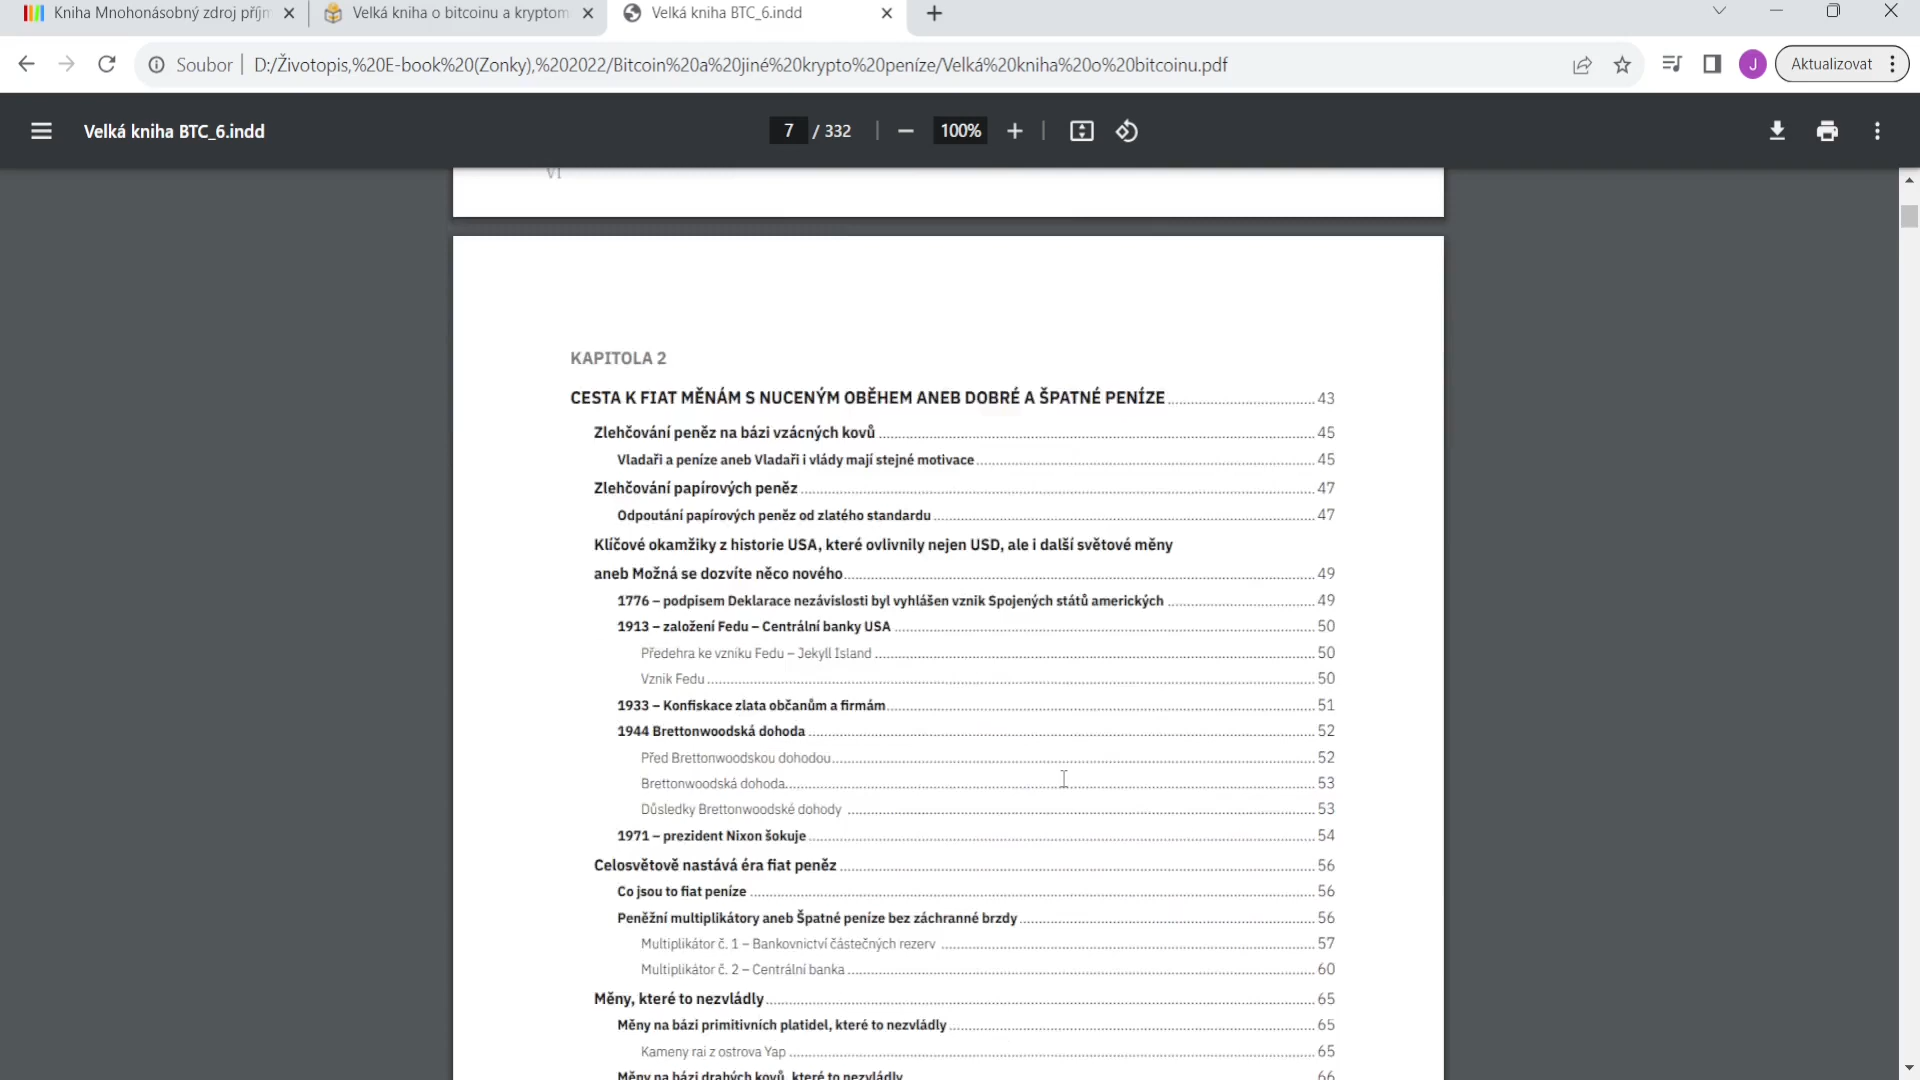 Kniha Mnohonásobný zdroj příjm
Velká kniha o bitcoinu a kryptom
Velká kniha BTC_6.indd
Soubor
D:/Životopis,%20E-book%20(Zonky),%202022/Bitcoin%20a%20jiné%20krypto%20peníze/Velká%20kniha%20o%20bitcoinu.pdf
J
Aktualizovat
Velká kniha BTC_6.indd
7 / 332
100%
VI
KAPITOLA 2
CESTA K FIAT MĚNÁM S NUCENÝM OBĚHEM ANEB DOBRÉ A ŠPATNÉ PENÍZE 43
Zlehčování peněz na bázi vzácných kovů 45
Vladaři a peníze aneb Vladaři i vlády mají stejné motivace 45
Zlehčování papírových peněz 47
Odpoutání papírových peněz od zlatého standardu 47
Klíčové okamžiky z historie USA, které ovlivnily nejen USD, ale i další světové měny
aneb Možná se dozvíte něco nového 49
1776 – podpisem Deklarace nezávislosti byl vyhlášen vznik Spojených států amerických 49
1913 – založení Fedu – Centrální banky USA 50
Předehra ke vzniku Fedu – Jekyll Island 50
Vznik Fedu 50
1933 – Konfiskace zlata občanům a firmám 51
1944 Brettonwoodská dohoda 52
Před Brettonwoodskou dohodou 52
Brettonwoodská dohoda 53
Důsledky Brettonwoodské dohody 53
1971 – prezident Nixon šokuje 54
Celosvětově nastává éra fiat peněz 56
Co jsou to fiat peníze 56
Peněžní multiplikátory aneb Špatné peníze bez záchranné brzdy 56
Multiplikátor č. 1 – Bankovnictví částečných rezerv 57
Multiplikátor č. 2 – Centrální banka 60
Měny, které to nezvládly 65
Měny na bázi primitivních platidel, které to nezvládly 65
Kameny rai z ostrova Yap 65
Měny na bázi drahých kovů, které to nezvládly 66